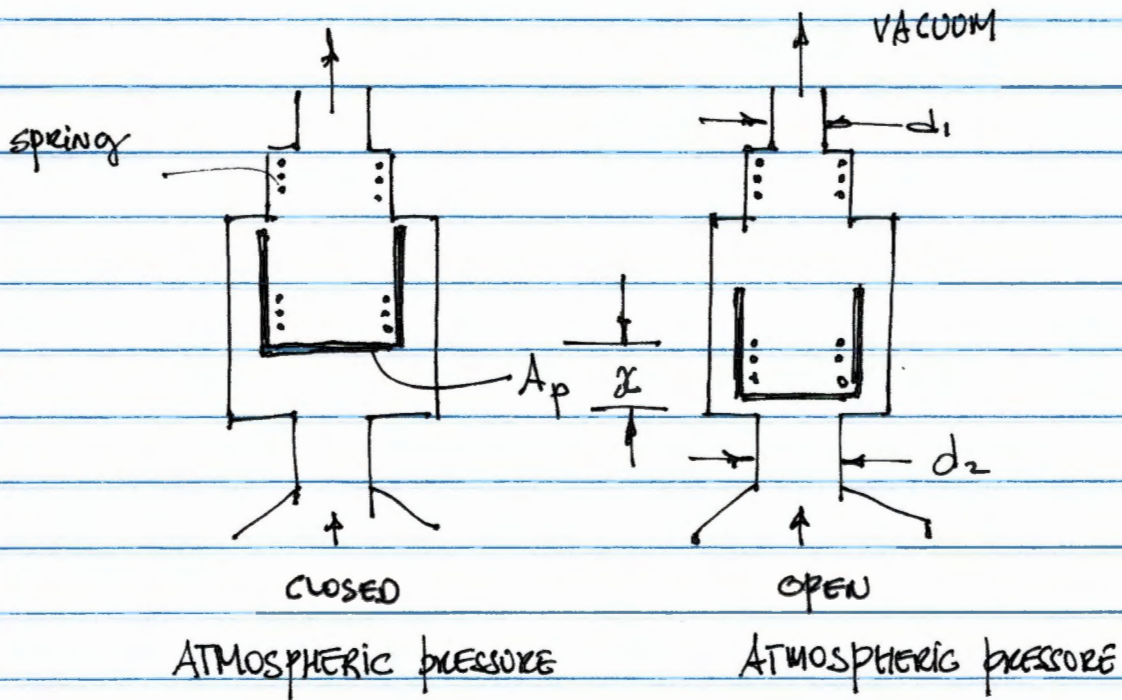 VACUUM
d₁
spring
Ap
x
d₂
CLOSED
OPEN
ATMOSPHERIC PRESSURE
ATMOSPHERIC PRESSURE